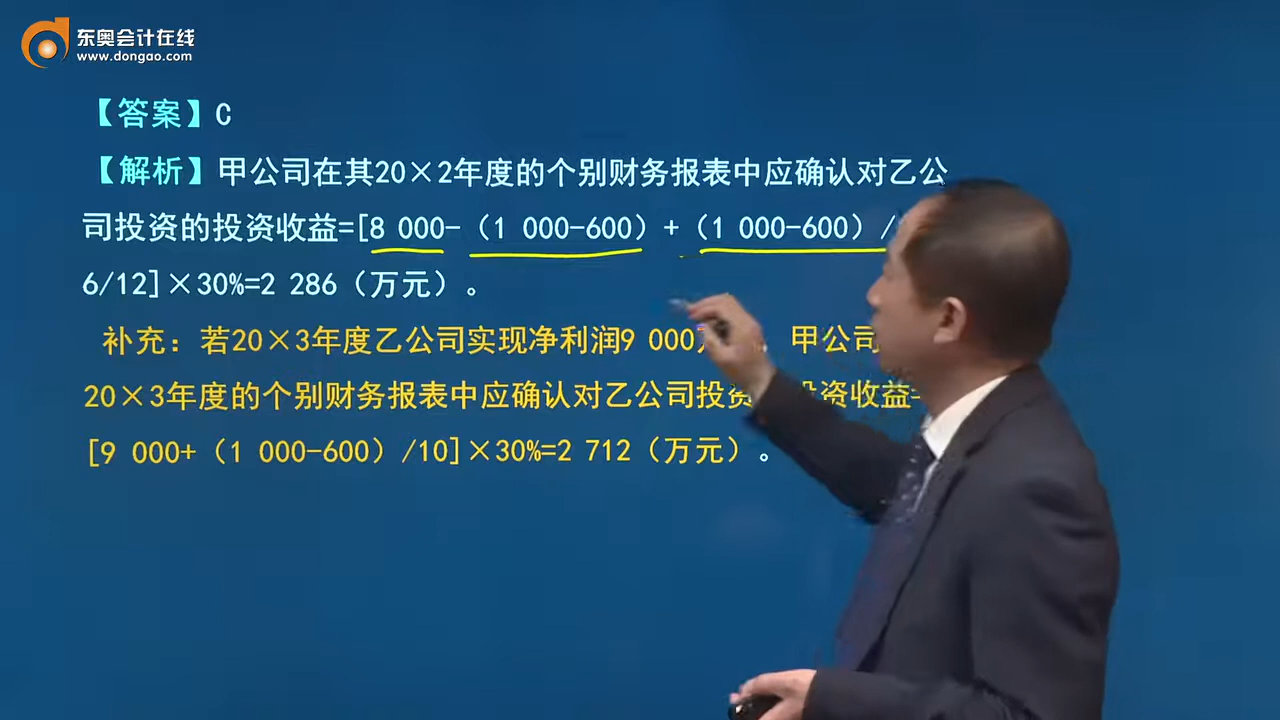 东奥会计在线
www.dongao.com
【答案】C
【解析】甲公司在其20×2年度的个别财务报表中应确认对乙公
司投资的投资收益=[8 000-（1 000-600）+（1 000-600）/
6/12]×30%=2 286（万元）。
补充：若20×3年度乙公司实现净利润9 000 甲公司
20×3年度的个别财务报表中应确认对乙公司投资 投资收益
[9 000+（1 000-600）/10]×30%=2 712（万元）。